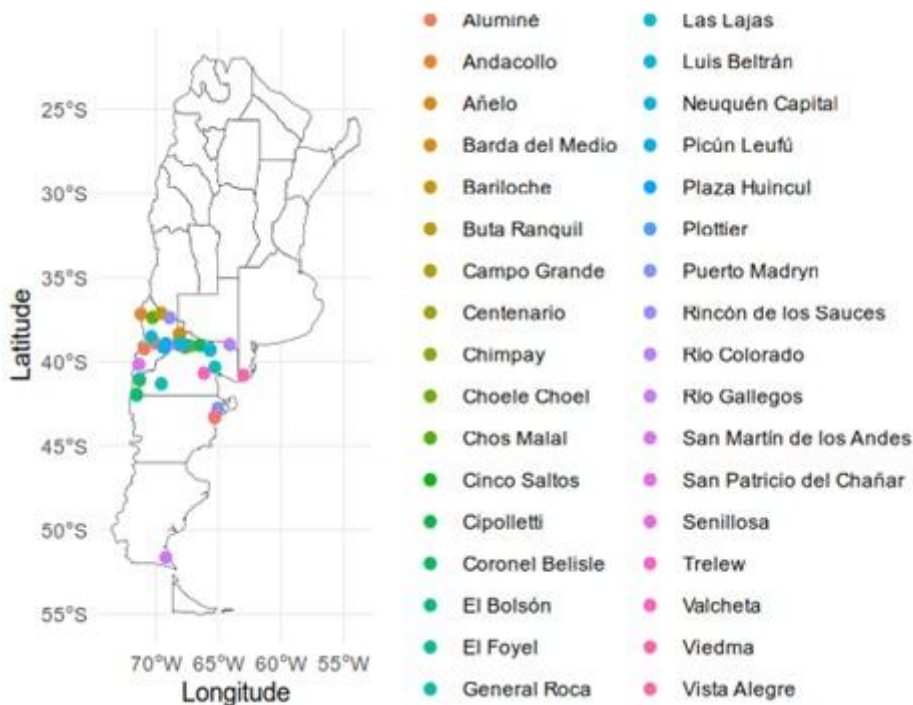 Aluminé
Andacollo
Añelo
Barda del Medio
Bariloche
Buta Ranquil
Campo Grande
Centenario
Chimpay
Choele Choel
Chos Malal
Cinco Saltos
Cipolletti
Coronel Belisle
El Bolsón
El Foyel
General Roca
Las Lajas
Luis Beltrán
Neuquén Capital
Picún Leufú
Plaza Huincul
Plottier
Puerto Madryn
Rincón de los Sauces
Río Colorado
Río Gallegos
San Martín de los Andes
San Patricio del Chañar
Senillosa
Trelew
Valcheta
Viedma
Vista Alegre
Latitude
25°S
30°S
35°S
40°S
45°S
50°S
55°S
70°W 65°W 60°W 55°W
Longitude